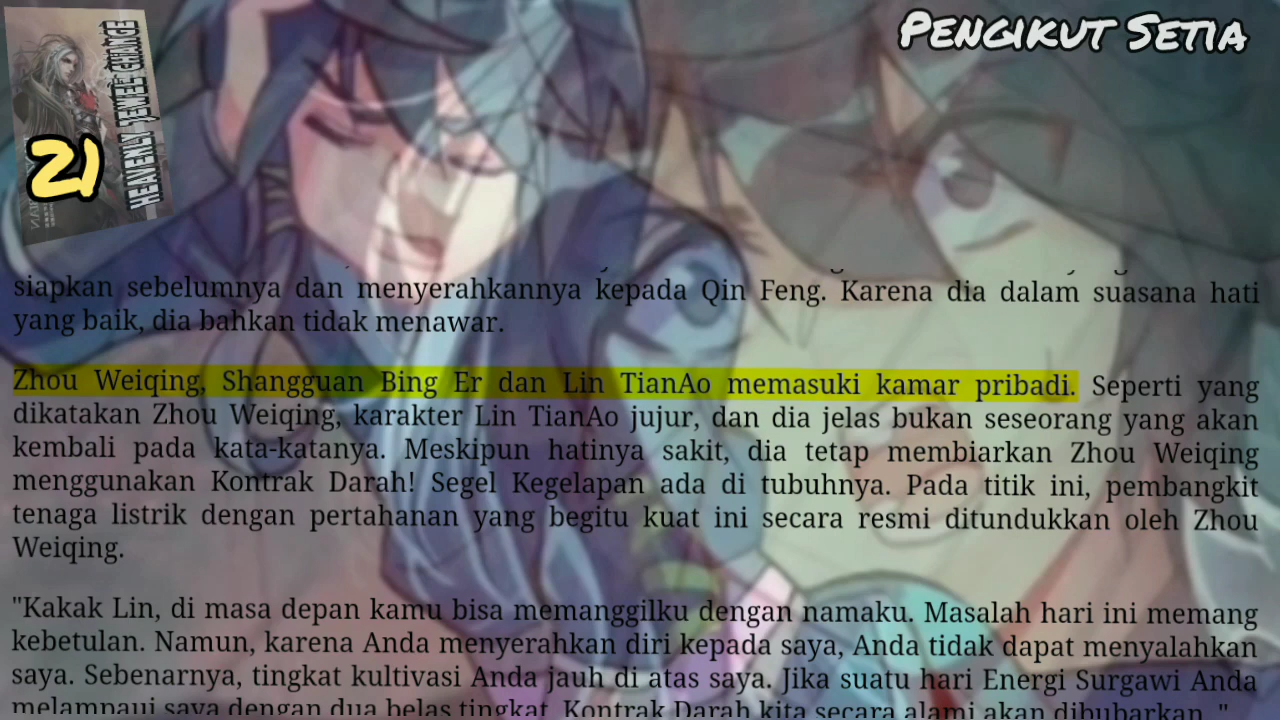 Pengikut Setia
HEAVENLY JEWEL CHANGE
21
siapkan sebelumnya dan menyerahkannya kepada Qin Feng. Karena dia dalam suasana hati
yang baik, dia bahkan tidak menawar.
Zhou Weiqing, Shangguan Bing Er dan Lin TianAo memasuki kamar pribadi. Seperti yang
dikatakan Zhou Weiqing, karakter Lin TianAo jujur, dan dia jelas bukan seseorang yang akan
kembali pada kata-katanya. Meskipun hatinya sakit, dia tetap membiarkan Zhou Weiqing
menggunakan Kontrak Darah! Segel Kegelapan ada di tubuhnya. Pada titik ini, pembangkit
tenaga listrik dengan pertahanan yang begitu kuat ini secara resmi ditundukkan oleh Zhou
Weiqing.
"Kakak Lin, di masa depan kamu bisa memanggilku dengan namaku. Masalah hari ini memang
kebetulan. Namun, karena Anda menyerahkan diri kepada saya, Anda tidak dapat menyalahkan
saya. Sebenarnya, tingkat kultivasi Anda jauh di atas saya. Jika suatu hari Energi Surgawi Anda
melampaui saya dengan dua belas tingkat, Kontrak Darah kita secara alami akan dibubarkan. "